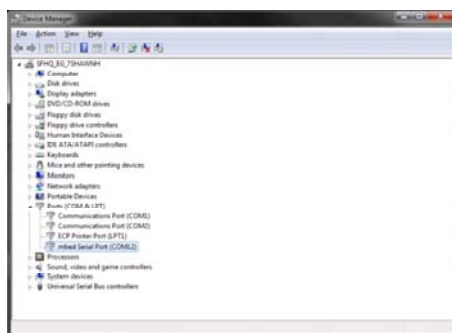 Device Manager
File Action View Help
SFHQ_EG_7SHAWNH
Computer
Disk drives
Display adapters
DVD/CD-ROM drives
Floppy disk drives
Floppy drive controllers
Human Interface Devices
IDE ATA/ATAPI controllers
Keyboards
Mice and other pointing devices
Monitors
Network adapters
Portable Devices
Ports (COM & LPT)
Communications Port (COM1)
Communications Port (COM2)
ECP Printer Port (LPT1)
mbed Serial Port (COM12)
Processors
Sound, video and game controllers
System devices
Universal Serial Bus controllers